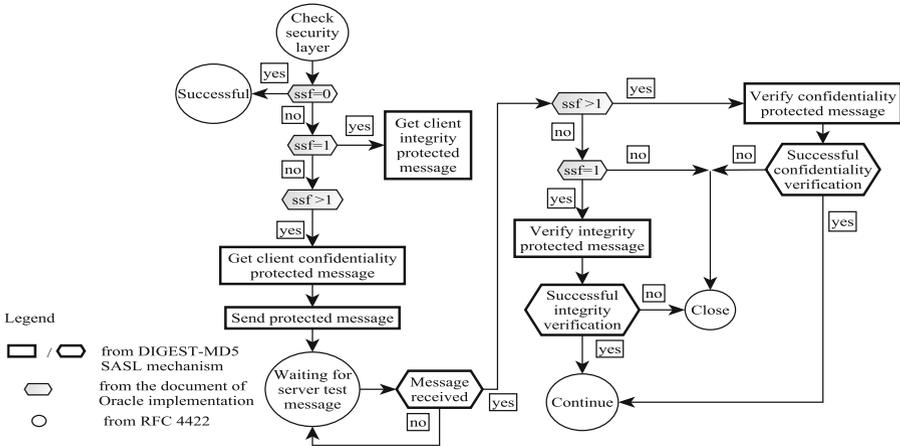 Check
security
layer
yes
Successful
ssf=0
no
ssf=1
yes
Get client
integrity
protected
message
no
ssf >1
yes
Get client confidentiality
protected message
Send protected message
Waiting for
server test
message
Message
received
yes
no
ssf >1
yes
Verify confidentiality
protected message
no
ssf=1
no
no
Successful
confidentiality
verification
yes
yes
Verify integrity
protected message
Successful
integrity
verification
no
Close
yes
Continue
Legend
/
from DIGEST-MD5
SASL mechanism
from the document of
Oracle implementation
from RFC 4422